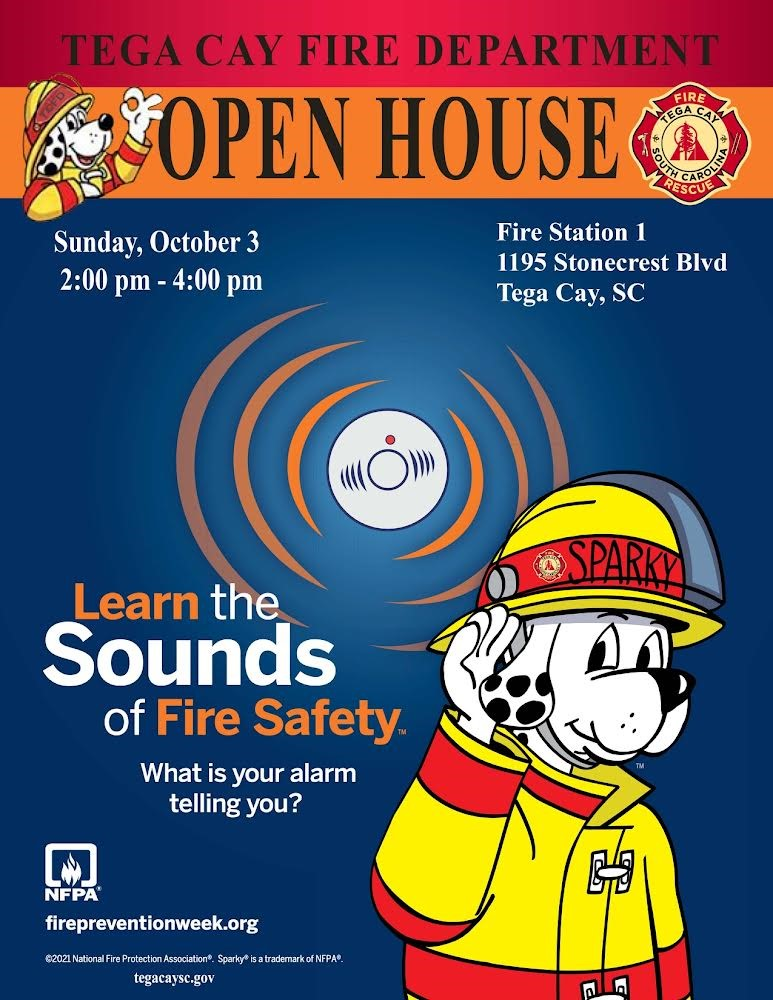 TEGA CAY FIRE DEPARTMENT
OPEN HOUSE
FIRE
TEGA CAY
SOUTH CAROLINA
RESCUE
Sunday, October 3
2:00 pm - 4:00 pm
Fire Station 1
1195 Stonecrest Blvd
Tega Cay, SC
SPARKY
Learn the
Sounds
of Fire Safety™
What is your alarm
telling you?
TM
NFPA®
firepreventionweek.org
©2021 National Fire Protection Association®. Sparky® is a trademark of NFPA®.
tegacaysc.gov